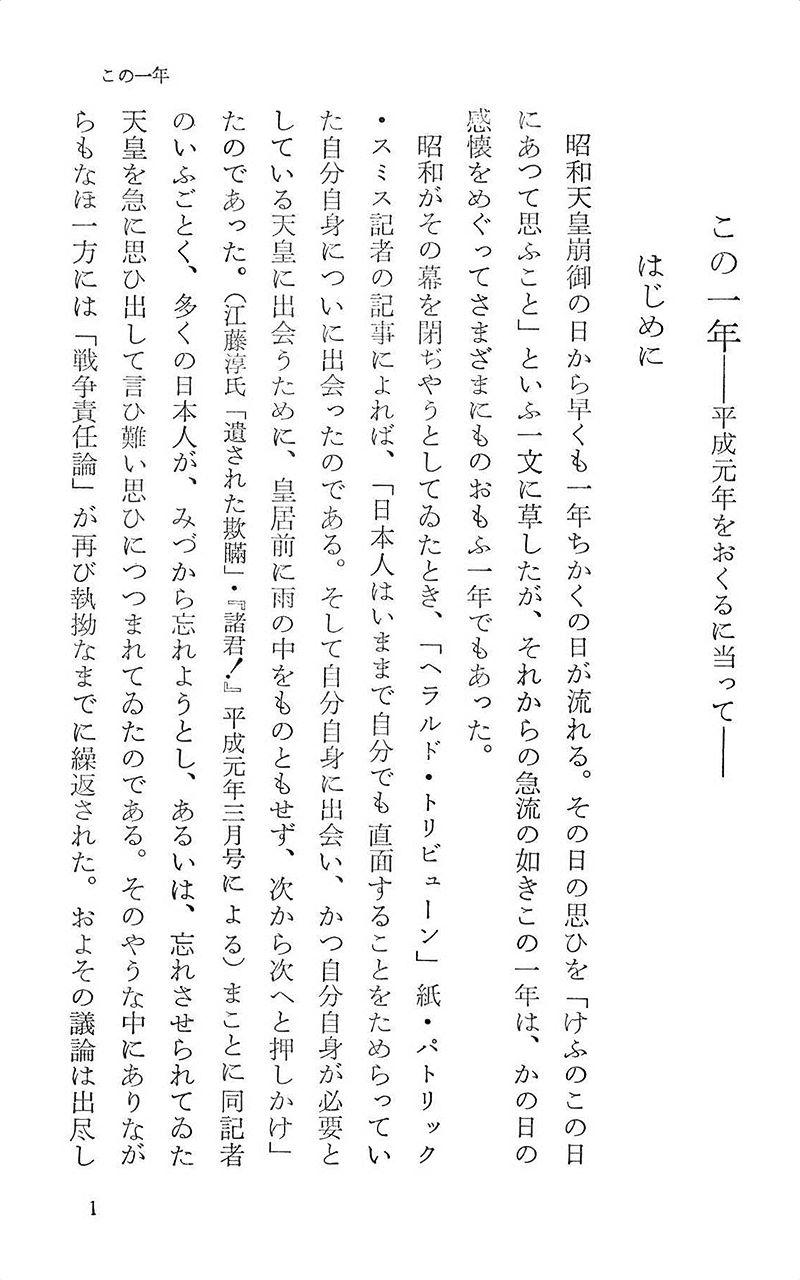 この一年
この一年――平成元年をおくるに当って――
はじめに
昭和天皇崩御の日から早くも一年ちかくの日が流れる。その日の思ひを「けふのこの日
にあつて思ふこと」といふ一文に草したが、それからの急流の如きこの一年は、かの日の
感懐をめぐってさまざまにものおもふ一年でもあった。
昭和がその幕を閉ぢやうとしてゐたとき、「ヘラルド・トリビューン」紙・パトリック
・スミス記者の記事によれば、「日本人はいままで自分でも直面することをためらってい
た自分自身についに出会ったのである。そして自分自身に出会い、かつ自分自身が必要と
している天皇に出会うために、皇居前に雨の中をものともせず、次から次へと押しかけ」
たのであった。（江藤淳氏「遺された欺瞞」・『諸君！』平成元年三月号による）まことに同記者
のいふごとく、多くの日本人が、みづから忘れようとし、あるいは、忘れさせられてゐた
天皇を急に思ひ出して言ひ難い思ひにつつまれてゐたのである。そのやうな中にありなが
らもなほ一方には「戦争責任論」が再び執拗なまでに繰返された。およその議論は出尽し
1